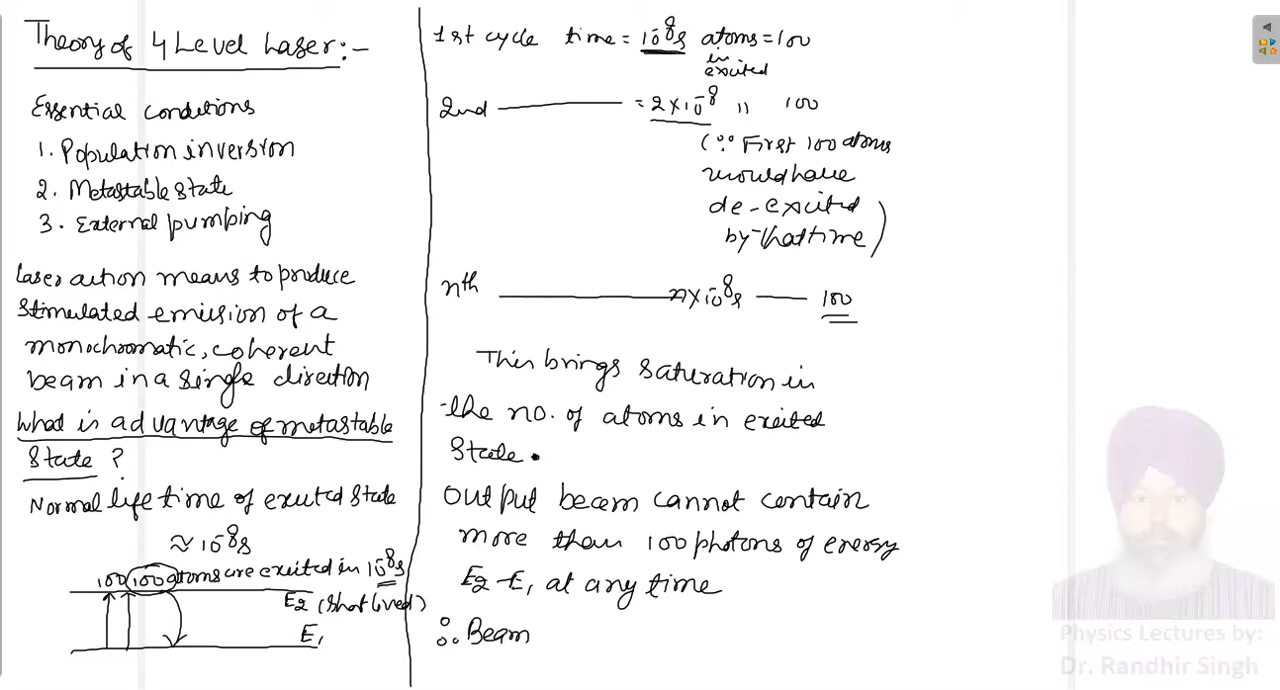 Theory of 4 Level Laser:-
Essential conditions
1. Population inversion
2. Metastable state
3. External pumping
Laser action means to produce
stimulated emission of a
monochromatic, coherent
beam in a single direction
What is advantage of metastable
state ?
Normal life time of excited state
≈ 10⁻⁸s
100 100 atoms are excited in 10⁻⁸s
E₂ (short lived)
E₁
1st cycle time = 10⁻⁸s atoms = 100
in
excited
2nd ——— = 2×10⁻⁸ " 100
(∵ First 100 atoms
would have
de-excited
by that time)
nth ——— n×10⁻⁸s —— 100
This brings saturation in
the no. of atoms in excited
state.
Output beam cannot contain
more than 100 photons of energy
E₂-E₁ at any time
∴ Beam
Physics Lectures by:
Dr. Randhir Singh